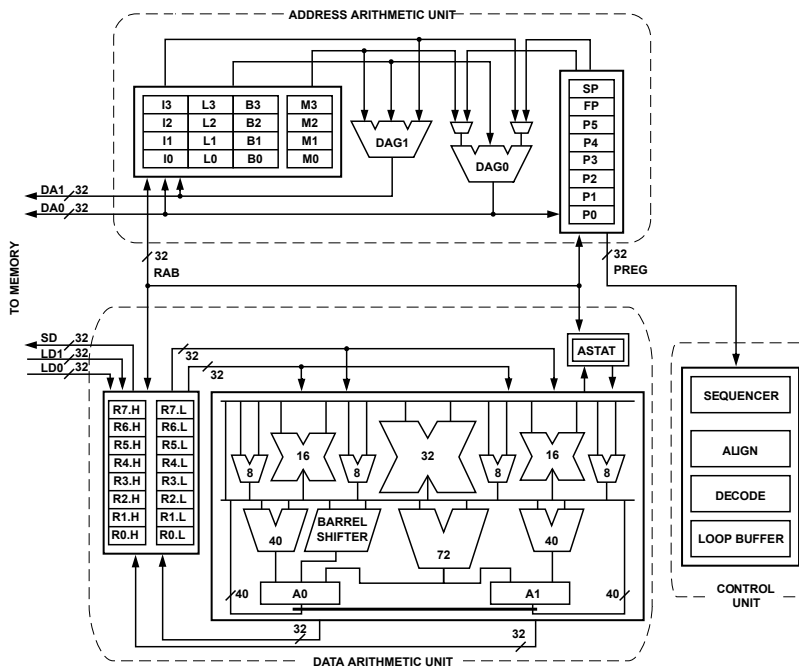 ADDRESS ARITHMETIC UNIT
I3 L3 B3 M3
I2 L2 B2 M2
I1 L1 B1 M1
I0 L0 B0 M0
DAG1
DAG0
SP
FP
P5
P4
P3
P2
P1
P0
DA1 32
DA0 32
32
RAB
32
PREG
TO MEMORY
SD 32
LD1 32
LD0 32
32
32
ASTAT
R7.H R7.L
R6.H R6.L
R5.H R5.L
R4.H R4.L
R3.H R3.L
R2.H R2.L
R1.H R1.L
R0.H R0.L
8 16 8 32 8 16 8
40
BARREL
SHIFTER
72
40
40
A0
A1
40
32
32
DATA ARITHMETIC UNIT
SEQUENCER
ALIGN
DECODE
LOOP BUFFER
CONTROL
UNIT